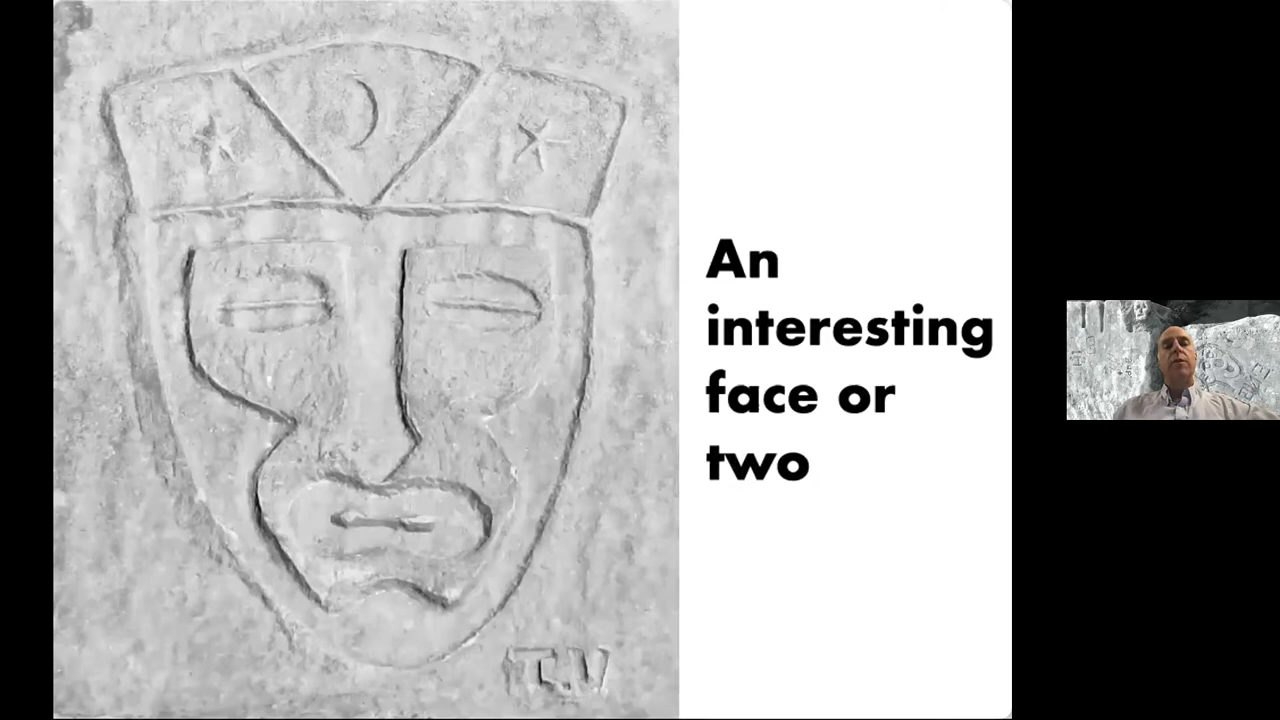 An
interesting
face or
two